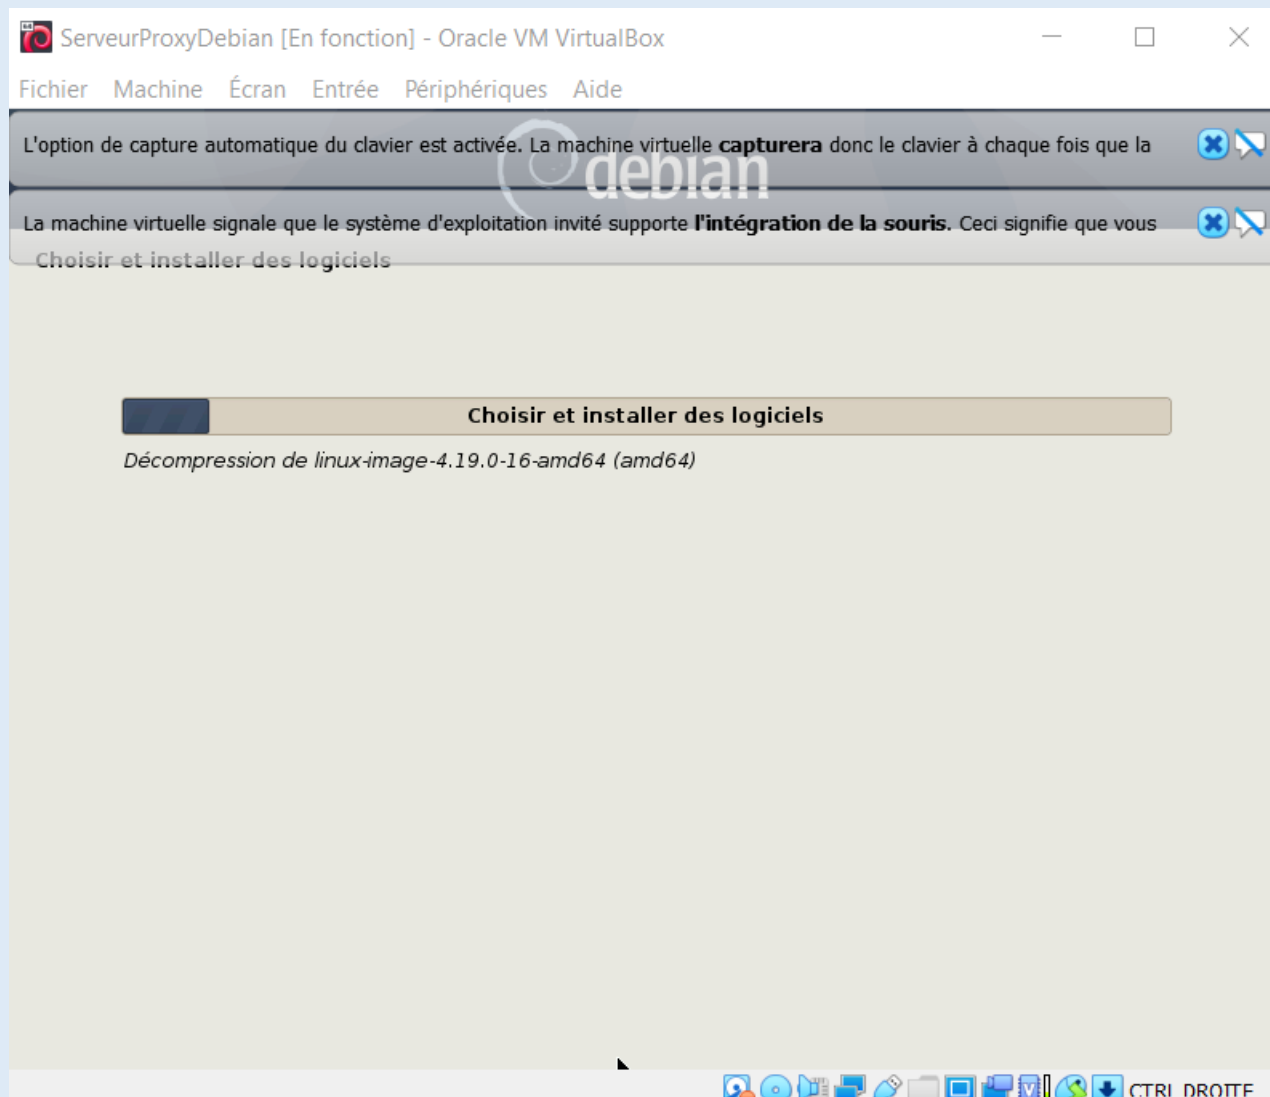 ServeurProxyDebian [En fonction] - Oracle VM VirtualBox
Fichier Machine Écran Entrée Périphériques Aide
L'option de capture automatique du clavier est activée. La machine virtuelle capturera donc le clavier à chaque fois que la
debian
La machine virtuelle signale que le système d'exploitation invité supporte l'intégration de la souris. Ceci signifie que vous
Choisir et installer des logiciels
Choisir et installer des logiciels
Décompression de linux-image-4.19.0-16-amd64 (amd64)
CTRL DROITE